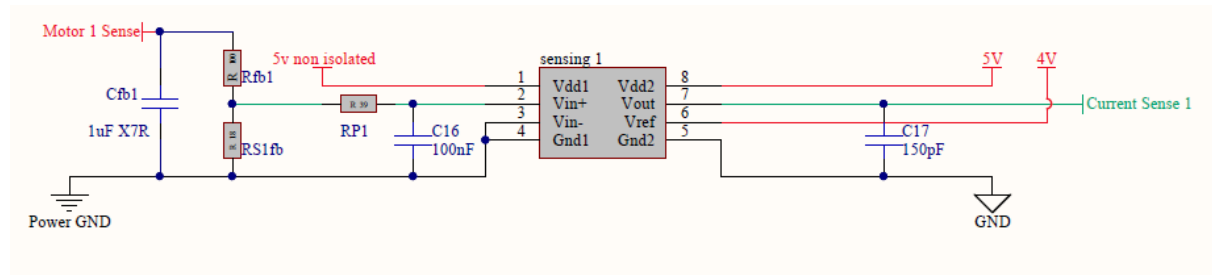 Motor 1 Sense
5v non isolated
sensing 1
5V
4V
R 100
Rfb1
1
Vdd1
Vdd2
8
Cfb1
R 39
2
Vin+
Vout
7
Current Sense 1
3
Vin-
Vref
6
1uF X7R
R 18
RS1fb
RP1
C16
100nF
4
Gnd1
Gnd2
5
C17
150pF
Power GND
GND